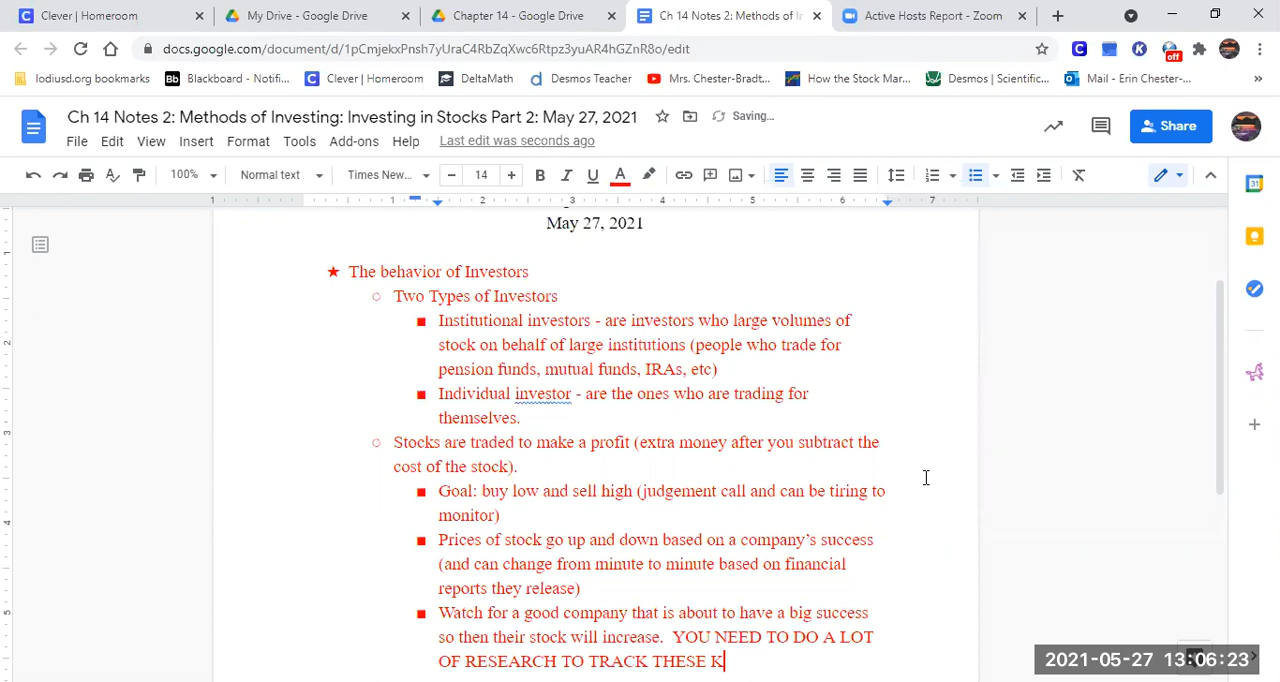 Clever | Homeroom
My Drive - Google Drive
Chapter 14 - Google Drive
Ch 14 Notes 2: Methods of In
Active Hosts Report - Zoom
docs.google.com/document/d/1pCmjekxPnsh7yUraC4RbZqXwc6Rtpz3yuAR4hGZnR8o/edit
off
lodiusd.org bookmarks
Bb Blackboard - Notifi...
Clever | Homeroom
DeltaMath
Desmos Teacher
Mrs. Chester-Bradt...
How the Stock Mar...
Desmos | Scientific...
Mail - Erin Chester-...
Ch 14 Notes 2: Methods of Investing: Investing in Stocks Part 2: May 27, 2021
Saving...
File Edit View Insert Format Tools Add-ons Help Last edit was seconds ago
Share
100% Normal text Times New... 14 B I U A
1 1 2 3 4 5 6 7
May 27, 2021
★ The behavior of Investors
○ Two Types of Investors
■ Institutional investors - are investors who large volumes of
stock on behalf of large institutions (people who trade for
pension funds, mutual funds, IRAs, etc)
■ Individual investor - are the ones who are trading for
themselves.
○ Stocks are traded to make a profit (extra money after you subtract the
cost of the stock).
■ Goal: buy low and sell high (judgement call and can be tiring to
monitor)
■ Prices of stock go up and down based on a company's success
(and can change from minute to minute based on financial
reports they release)
■ Watch for a good company that is about to have a big success
so then their stock will increase.  YOU NEED TO DO A LOT
OF RESEARCH TO TRACK THESE K
2021-05-27 13:06:23